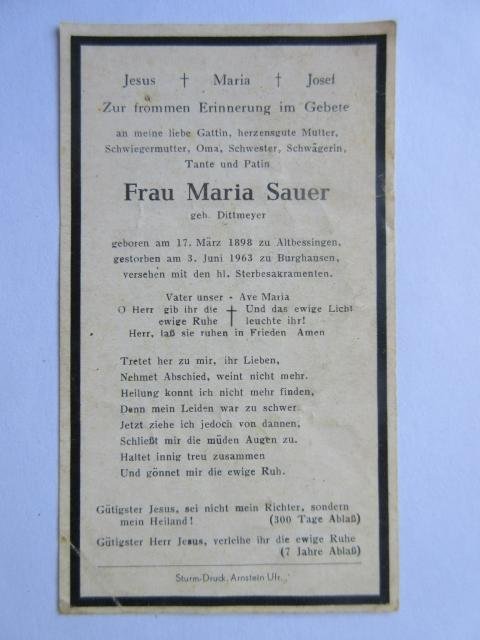 Jesus † Maria † Josef
Zur frommen Erinnerung im Gebete
an meine liebe Gattin, herzensgute Mutter,
Schwiegermutter, Oma, Schwester, Schwägerin,
Tante und Patin
Frau Maria Sauer
geb. Dittmeyer
geboren am 17. März 1898 zu Altbessingen,
gestorben am 3. Juni 1963 zu Burghausen,
versehen mit den hl. Sterbesakramenten.
Vater unser - Ave Maria
O Herr gib ihr die † Und das ewige Licht
ewige Ruhe † leuchte ihr!
Herr, laß sie ruhen in Frieden Amen
Tretet her zu mir, ihr Lieben,
Nehmet Abschied, weint nicht mehr.
Heilung konnt ich nicht mehr finden,
Denn mein Leiden war zu schwer.
Jetzt ziehe ich jedoch von dannen,
Schließt mir die müden Augen zu.
Haltet innig treu zusammen
Und gönnet mir die ewige Ruh.
Gütigster Jesus, sei nicht mein Richter, sondern
mein Heiland! (300 Tage Ablaß)
Gütigster Herr Jesus, verleihe ihr die ewige Ruhe
(7 Jahre Ablaß)
Sturm-Druck, Arnstein Ufr.